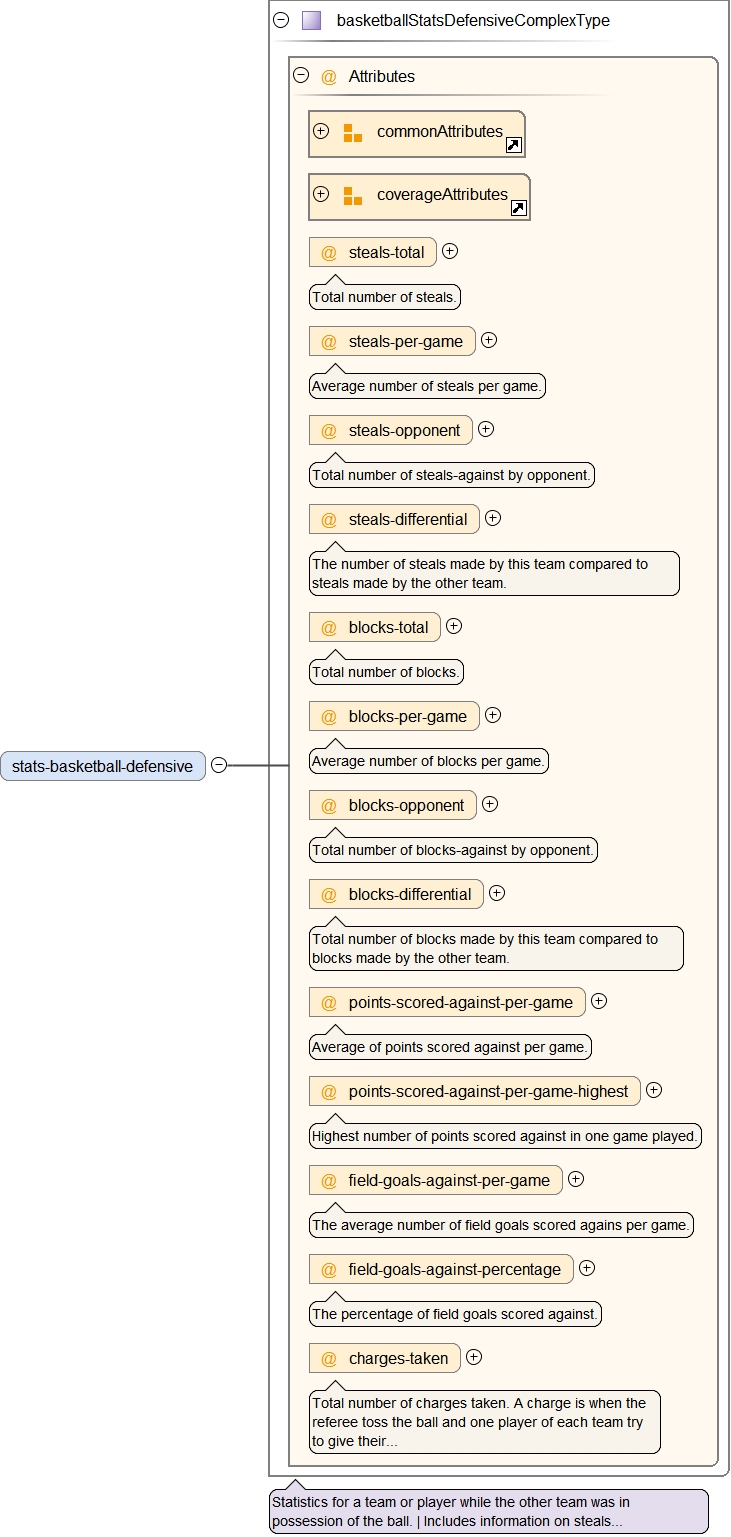 basketballStatsDefensiveComplexType
@ Attributes
commonAttributes
coverageAttributes
@ steals-total
Total number of steals.
@ steals-per-game
Average number of steals per game.
@ steals-opponent
Total number of steals-against by opponent.
@ steals-differential
The number of steals made by this team compared to
steals made by the other team.
@ blocks-total
Total number of blocks.
@ blocks-per-game
stats-basketball-defensive
Average number of blocks per game.
@ blocks-opponent
Total number of blocks-against by opponent.
@ blocks-differential
Total number of blocks made by this team compared to
blocks made by the other team.
@ points-scored-against-per-game
Average of points scored against per game.
@ points-scored-against-per-game-highest
Highest number of points scored against in one game played.
@ field-goals-against-per-game
The average number of field goals scored agains per game.
@ field-goals-against-percentage
The percentage of field goals scored against.
@ charges-taken
Total number of charges taken. A charge is when the
referee toss the ball and one player of each team try
to give their...
Statistics for a team or player while the other team was in
possession of the ball. | Includes information on steals...